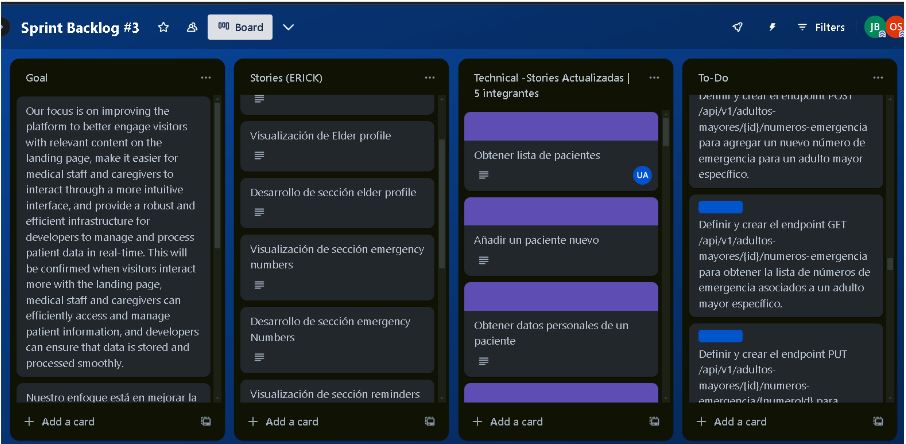 Sprint Backlog #3
Board
Filters
JB
OS
Goal
Our focus is on improving the
platform to better engage visitors
with relevant content on the
landing page, make it easier for
medical staff and caregivers to
interact through a more intuitive
interface, and provide a robust and
efficient infrastructure for
developers to manage and process
patient data in real-time. This will
be confirmed when visitors interact
more with the landing page,
medical staff and caregivers can
efficiently access and manage
patient information, and developers
can ensure that data is stored and
processed smoothly.
Nuestro enfoque está en mejorar la
Add a card
Stories (ERICK)
Visualización de Elder profile
Desarrollo de sección elder profile
Visualización de sección emergency
numbers
Desarrollo de sección emergency
Numbers
Visualización de sección reminders
Add a card
Technical -Stories Actualizadas |
5 integrantes
Obtener lista de pacientes
UA
Añadir un paciente nuevo
Obtener datos personales de un
paciente
Add a card
To-Do
Definir y crear el endpoint POST
/api/v1/adultos-
mayores/{id}/numeros-emergencia
para agregar un nuevo número de
emergencia para un adulto mayor
específico.
Definir y crear el endpoint GET
/api/v1/adultos-
mayores/{id}/numeros-emergencia
para obtener la lista de números de
emergencia asociados a un adulto
mayor específico.
Definir y crear el endpoint PUT
/api/v1/adultos-
mayores/{id}/numeros-
emergencia/{numeroId} para
Add a card